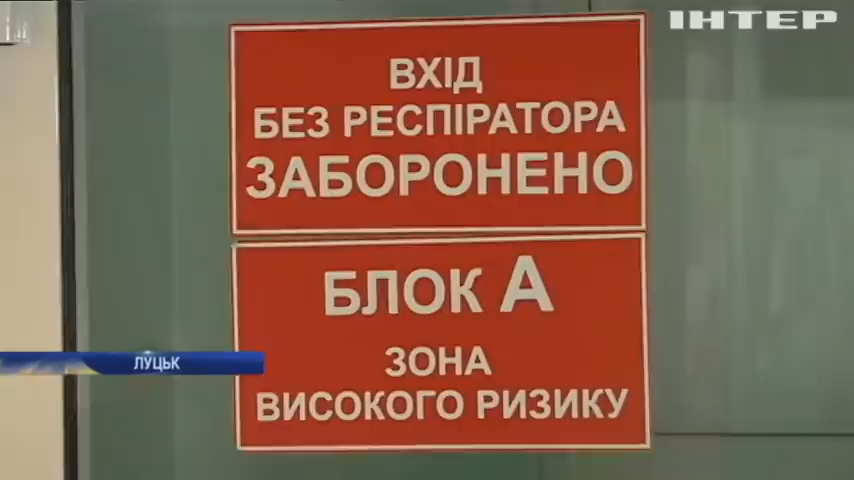 ІНТЕР
ВХІД
БЕЗ РЕСПІРАТОРА
ЗАБОРОНЕНО
БЛОК А
ЗОНА
ВИСОКОГО РИЗИКУ
ЛУЦЬК